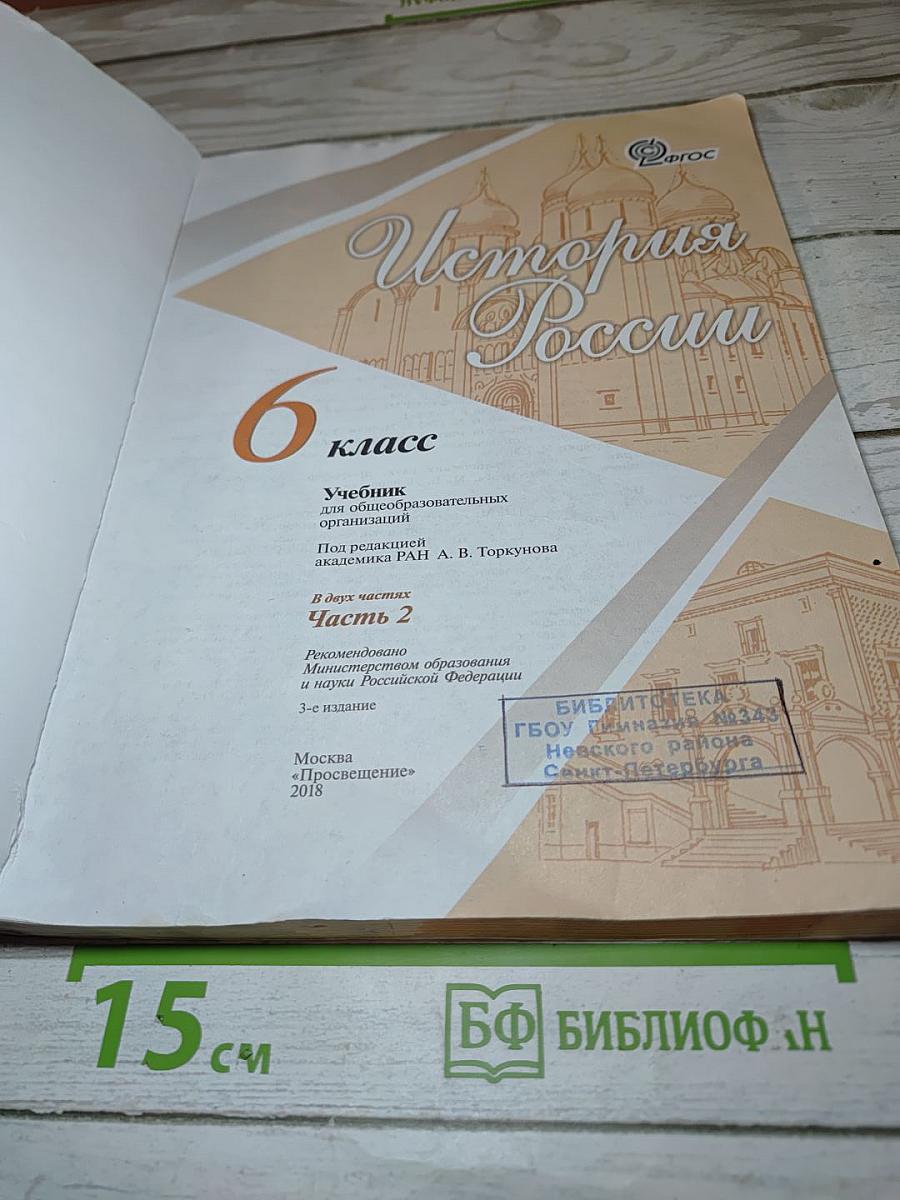 ФГОС
История
России
6 класс
Учебник
для общеобразовательных
организаций
Под редакцией
академика РАН А. В. Торкунова
В двух частях
Часть 2
Рекомендовано
Министерством образования
и науки Российской Федерации
3-е издание
Москва
«Просвещение»
2018
БИБЛИОТЕКА
ГБОУ Гимназия №343
Невского района
Санкт-Петербурга
15 см
БФ БИБЛИОФАН